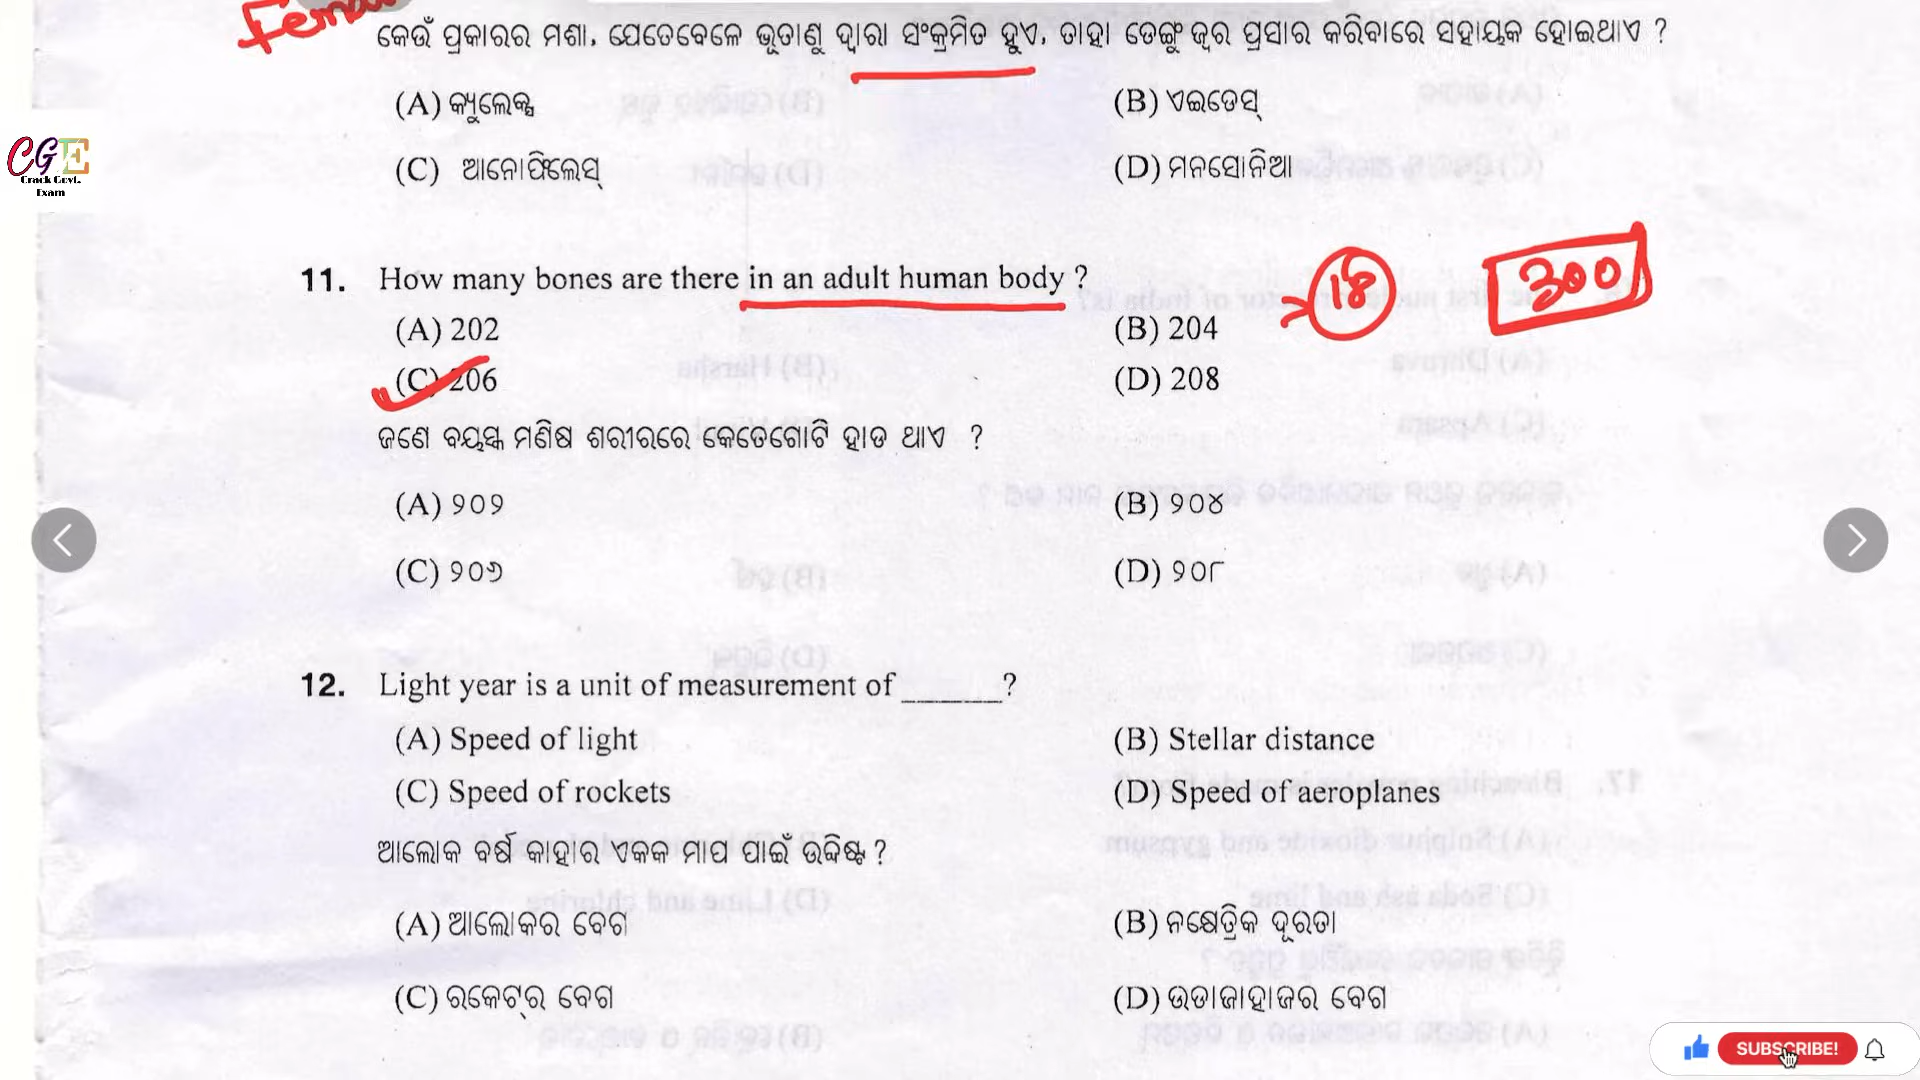 କେଉଁ ପ୍ରକାରର ମଶା, ଯେତେବେଳେ ଭୂତାଣୁ ଦ୍ୱାରା ସଂକ୍ରମିତ ହୁଏ, ତାହା ଡେଙ୍ଗୁ ଜ୍ୱର ପ୍ରସାର କରିବାରେ ସହାୟକ ହୋଇଥାଏ ?
(A) କ୍ୟୁଲେକ୍ସ
(B) ଏଇଡେସ୍
(C) ଆନୋଫିଲେସ୍
(D) ମନସୋନିଆ
CGE
Crack Govt.
Exam
11. How many bones are there in an adult human body ?
18
300
(A) 202
(B) 204
(C) 206
(D) 208
ଜଣେ ବୟସ୍କ ମଣିଷ ଶରୀରରେ କେତେଗୋଟି ହାଡ ଥାଏ ?
(A) ୨୦୨
(B) ୨୦୪
(C) ୨୦୬
(D) ୨୦୮
12. Light year is a unit of measurement of ______?
(A) Speed of light
(B) Stellar distance
(C) Speed of rockets
(D) Speed of aeroplanes
ଆଲୋକ ବର୍ଷ କାହାର ଏକକ ମାପ ପାଇଁ ଉଦ୍ଦିଷ୍ଟ ?
(A) ଆଲୋକର ବେଗ
(B) ନକ୍ଷେତ୍ରିକ ଦୂରତା
(C) ରକେଟ୍‌ର ବେଗ
(D) ଉଡାଜାହାଜର ବେଗ
SUBSCRIBE!